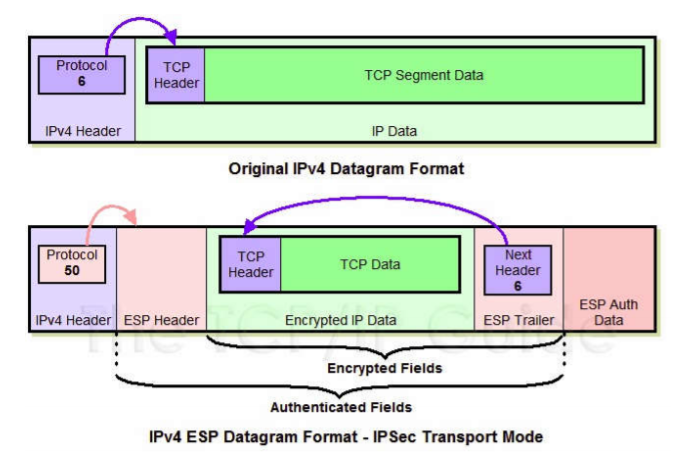 Protocol
6
TCP
Header
TCP Segment Data
IPv4 Header
IP Data
Original IPv4 Datagram Format
Protocol
50
TCP
Header
TCP Data
Next
Header
6
IPv4 Header
ESP Header
Encrypted IP Data
ESP Trailer
ESP Auth
Data
The TCP/IP Guide
Encrypted Fields
Authenticated Fields
IPv4 ESP Datagram Format - IPSec Transport Mode